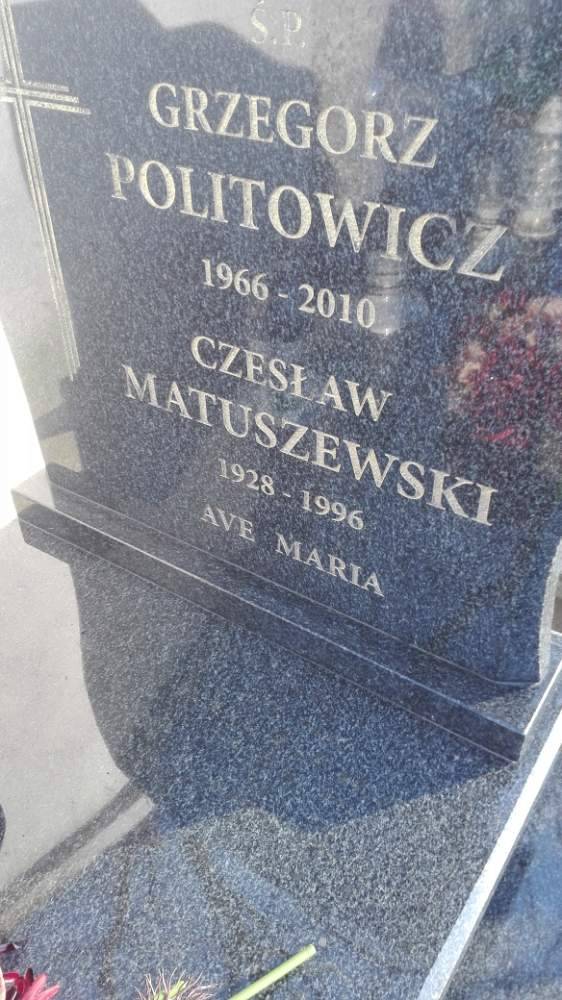 Ś.P.
GRZEGORZ
POLITOWICZ
1966 - 2010
CZESŁAW
MATUSZEWSKI
1928 - 1996
AVE MARIA